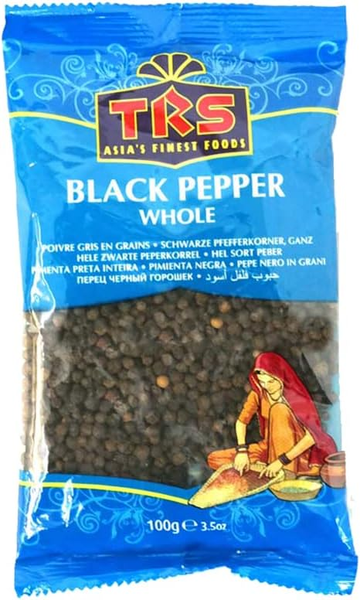 TRS
ASIA'S FINEST FOODS
BLACK PEPPER
WHOLE
POIVRE GRIS EN GRAINS • SCHWARZE PFEFFERKORNER, GANZ
HELE ZWARTE PEPERKORREL • HEL SORT PEBER
PIMENTA PRETA INTEIRA • PIMIENTA NEGRA • PEPE NERO IN GRANI
ПЕРЕЦ ЧЕРНЫЙ ГОРОШЕК • حبوب فلفل أسود
100g ℮ 3.5oz